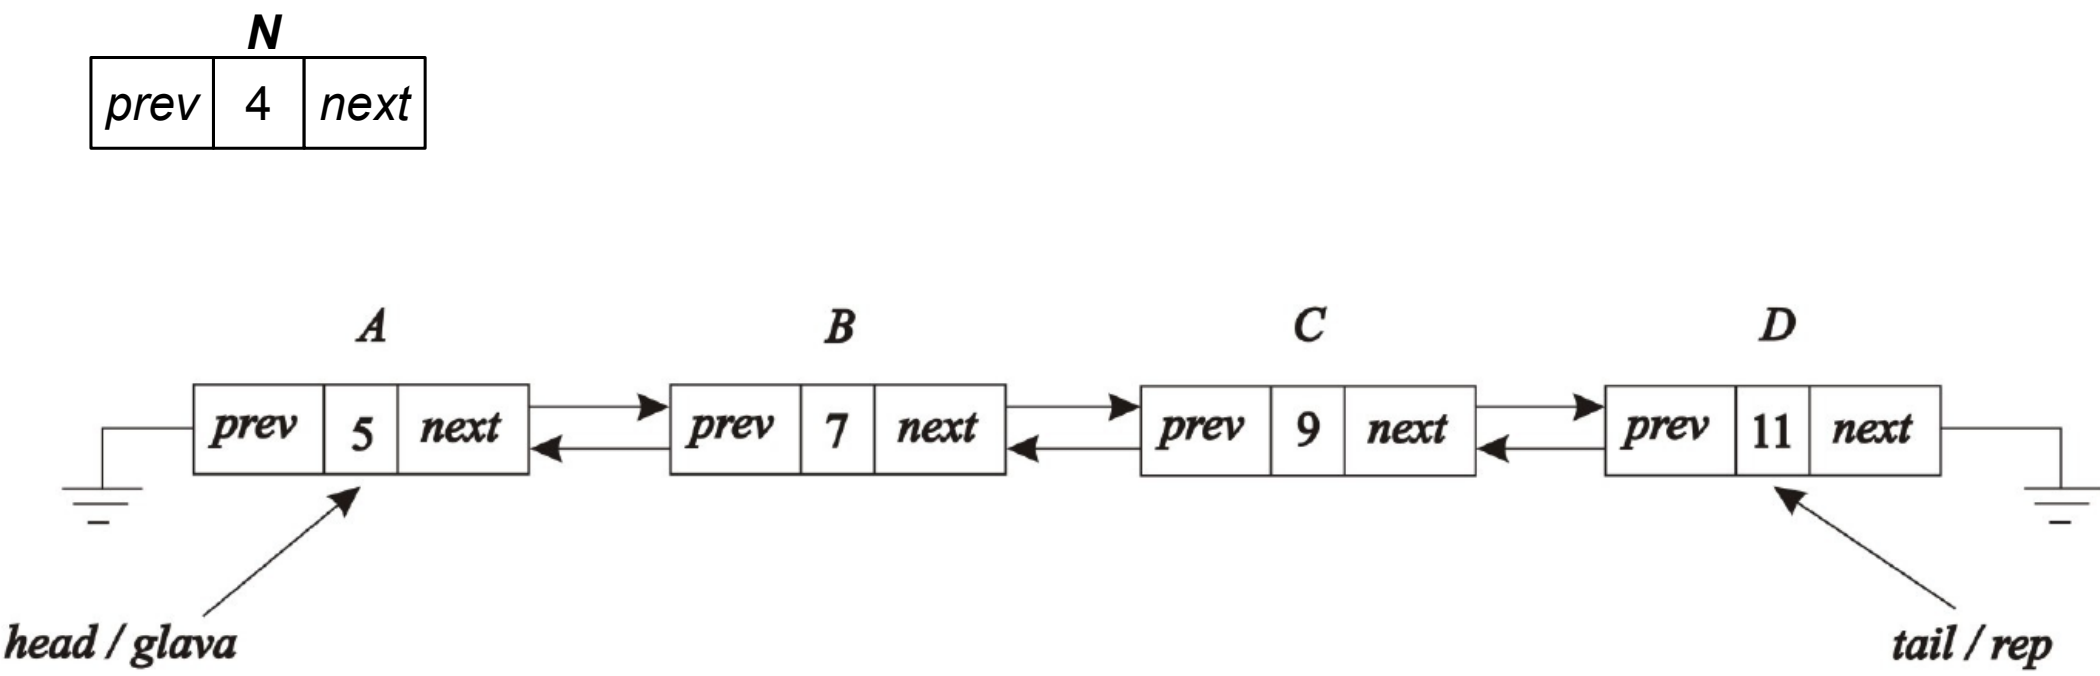 N
prev 4 next
A B C D
prev 5 next prev 7 next prev 9 next prev 11 next
head / glava tail / rep